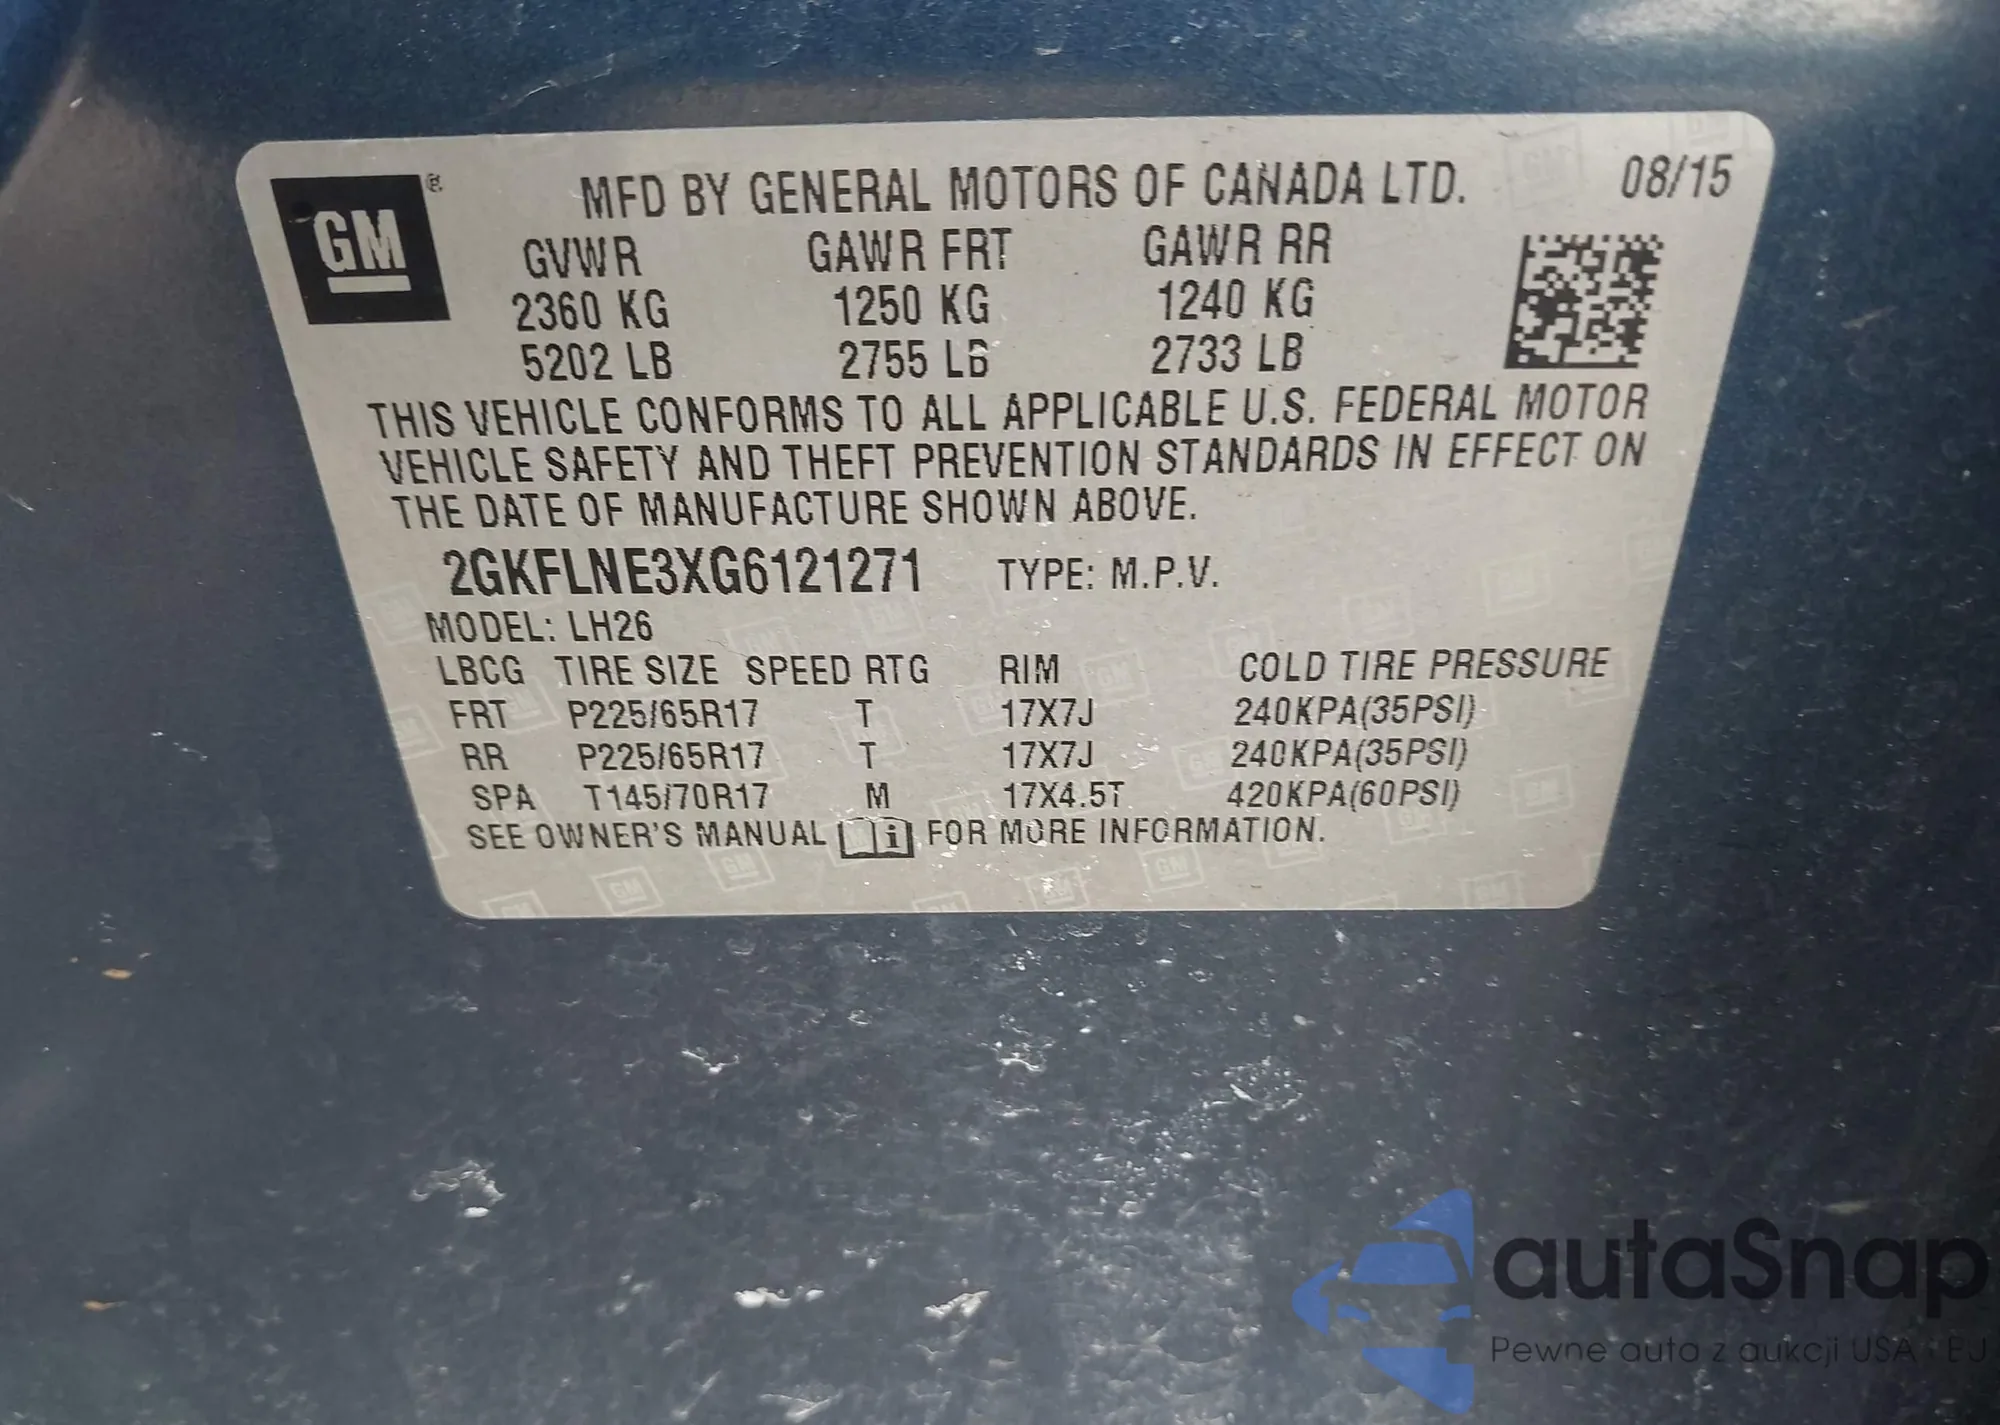 GM ®
MFD BY GENERAL MOTORS OF CANADA LTD. 08/15
GVWR GAWR FRT GAWR RR
2360 KG 1250 KG 1240 KG
5202 LB 2755 LB 2733 LB
THIS VEHICLE CONFORMS TO ALL APPLICABLE U.S. FEDERAL MOTOR
VEHICLE SAFETY AND THEFT PREVENTION STANDARDS IN EFFECT ON
THE DATE OF MANUFACTURE SHOWN ABOVE.
2GKFLNE3XG6121271 TYPE: M.P.V.
MODEL: LH26
LBCG TIRE SIZE SPEED RTG RIM COLD TIRE PRESSURE
FRT P225/65R17 T 17X7J 240KPA(35PSI)
RR P225/65R17 T 17X7J 240KPA(35PSI)
SPA T145/70R17 M 17X4.5T 420KPA(60PSI)
SEE OWNER'S MANUAL i FOR MORE INFORMATION.
autaSnap
Pewne auta z aukcji USA i EU